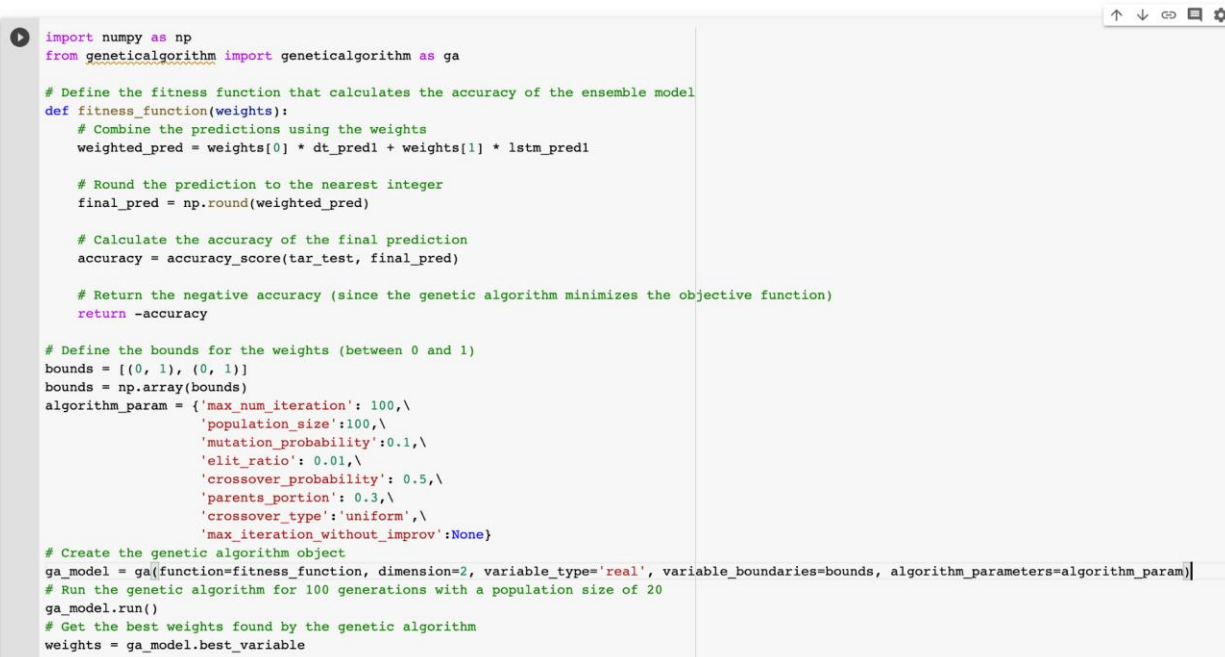 import numpy as np
from geneticalgorithm import geneticalgorithm as ga
# Define the fitness function that calculates the accuracy of the ensemble model
def fitness_function(weights):
    # Combine the predictions using the weights
    weighted_pred = weights[0] * dt_pred1 + weights[1] * lstm_pred1
    # Round the prediction to the nearest integer
    final_pred = np.round(weighted_pred)
    # Calculate the accuracy of the final prediction
    accuracy = accuracy_score(tar_test, final_pred)
    # Return the negative accuracy (since the genetic algorithm minimizes the objective function)
    return -accuracy
# Define the bounds for the weights (between 0 and 1)
bounds = [(0, 1), (0, 1)]
bounds = np.array(bounds)
algorithm_param = {'max_num_iteration': 100,\
                   'population_size':100,\
                   'mutation_probability':0.1,\
                   'elit_ratio': 0.01,\
                   'crossover_probability': 0.5,\
                   'parents_portion': 0.3,\
                   'crossover_type':'uniform',\
                   'max_iteration_without_improv':None}
# Create the genetic algorithm object
ga_model = ga(function=fitness_function, dimension=2, variable_type='real', variable_boundaries=bounds, algorithm_parameters=algorithm_param)
# Run the genetic algorithm for 100 generations with a population size of 20
ga_model.run()
# Get the best weights found by the genetic algorithm
weights = ga_model.best_variable